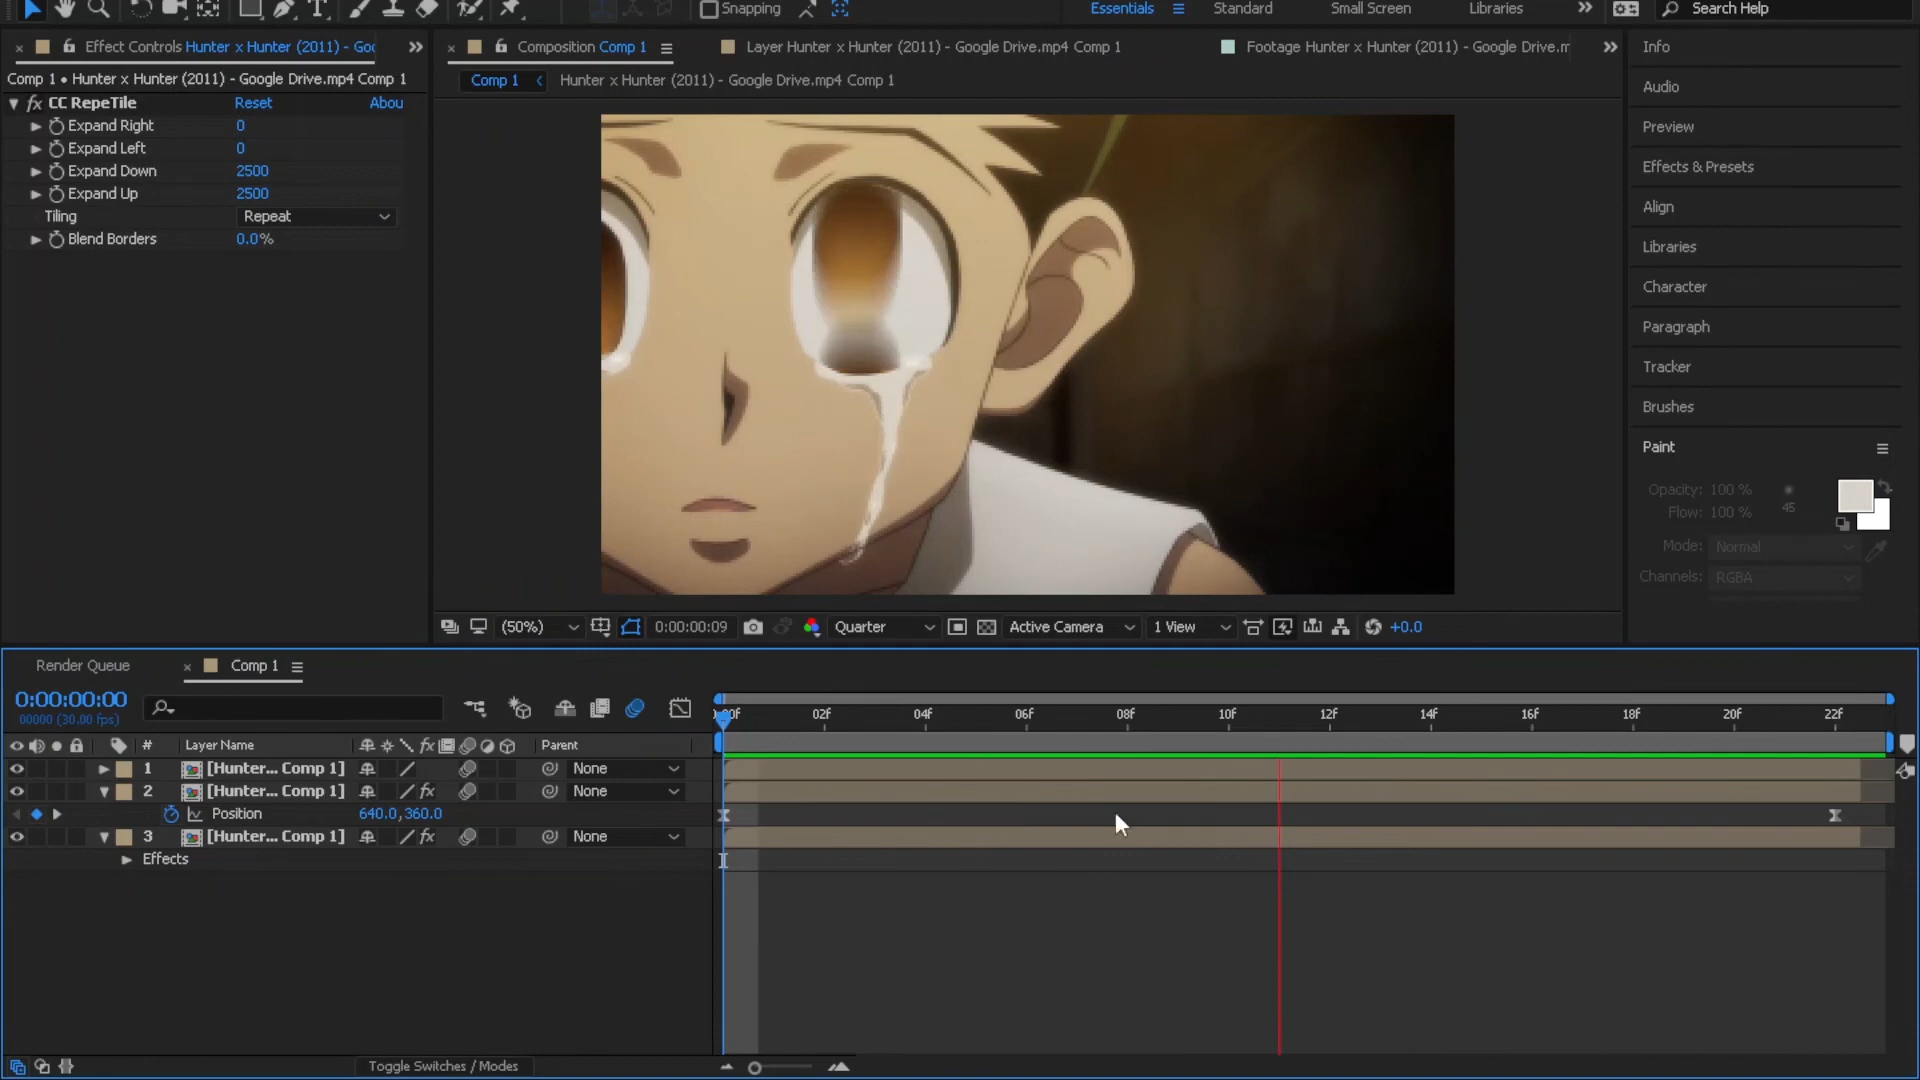 Snapping
Essentials
Standard
Small Screen
Libraries
Search Help
Effect Controls Hunter x Hunter (2011) - Goo
Composition Comp 1
Layer Hunter x Hunter (2011) - Google Drive.mp4 Comp 1
Footage Hunter x Hunter (2011) - Google Drive.m
Info
Comp 1 • Hunter x Hunter (2011) - Google Drive.mp4 Comp 1
Comp 1
Hunter x Hunter (2011) - Google Drive.mp4 Comp 1
fx CC RepeTile Reset Abou
Expand Right 0
Expand Left 0
Expand Down 2500
Expand Up 2500
Tiling Repeat
Blend Borders 0.0%
Audio
Preview
Effects & Presets
Align
Libraries
Character
Paragraph
Tracker
Brushes
Paint
Opacity: 100 %
Flow: 100 %
45
Mode: Normal
Channels: RGBA
(50%)
0:00:00:09
Quarter
Active Camera
1 View
+0.0
Render Queue
Comp 1
0:00:00:00
00000 (30.00 fps)
02F 04F 06F 08F 10F 12F 14F 16F 18F 20F 22F
# Layer Name fx Parent
1 [Hunter... Comp 1] None
2 [Hunter... Comp 1] fx None
Position 640.0,360.0
3 [Hunter... Comp 1] fx None
Effects
Toggle Switches / Modes